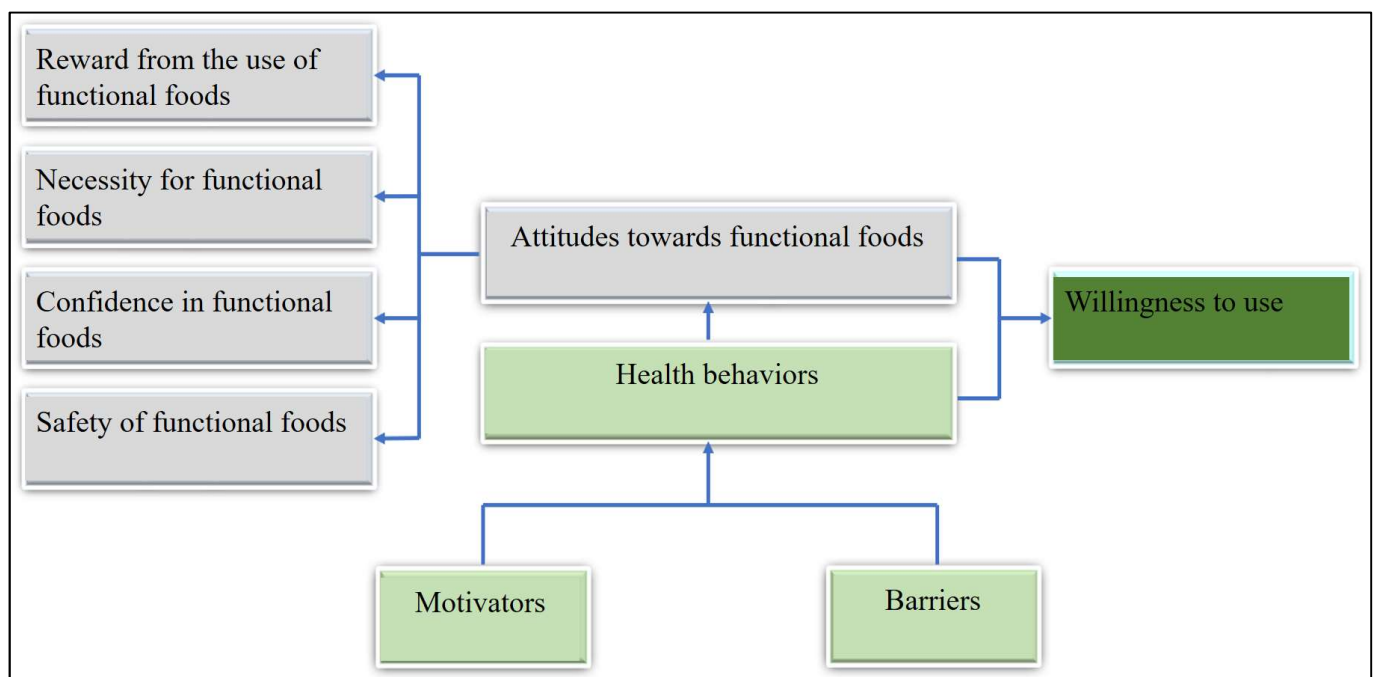 Reward from the use of
functional foods
Necessity for functional
foods
Confidence in functional
foods
Safety of functional foods
Attitudes towards functional foods
Health behaviors
Willingness to use
Motivators
Barriers